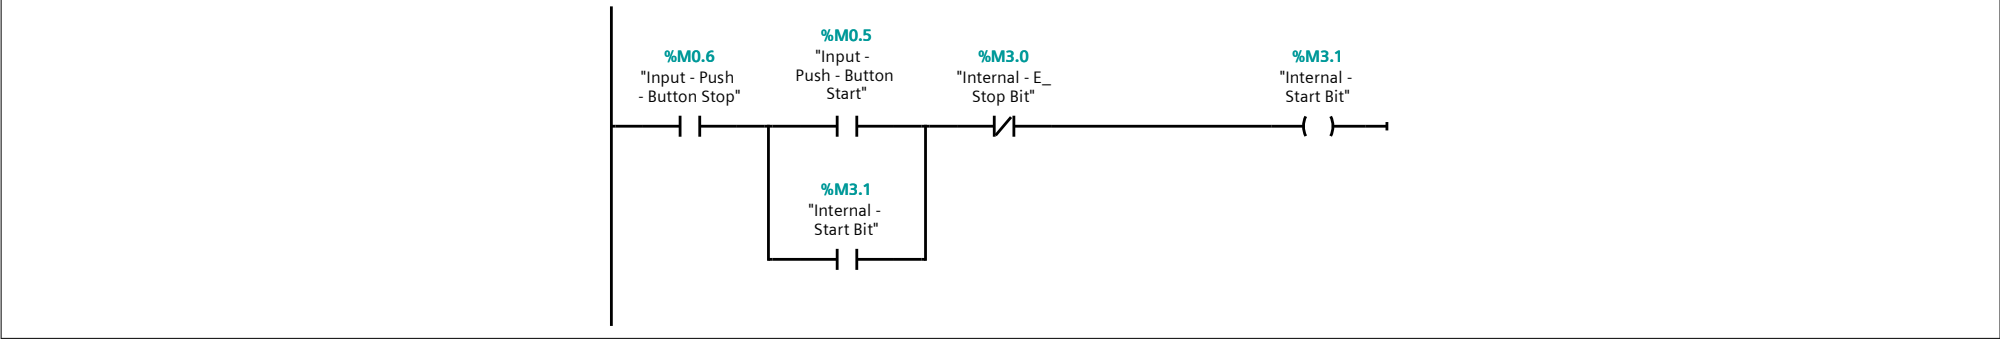 %M0.6
"Input - Push
- Button Stop"
%M0.5
"Input -
Push - Button
Start"
%M3.0
"Internal - E_
Stop Bit"
%M3.1
"Internal -
Start Bit"
%M3.1
"Internal -
Start Bit"